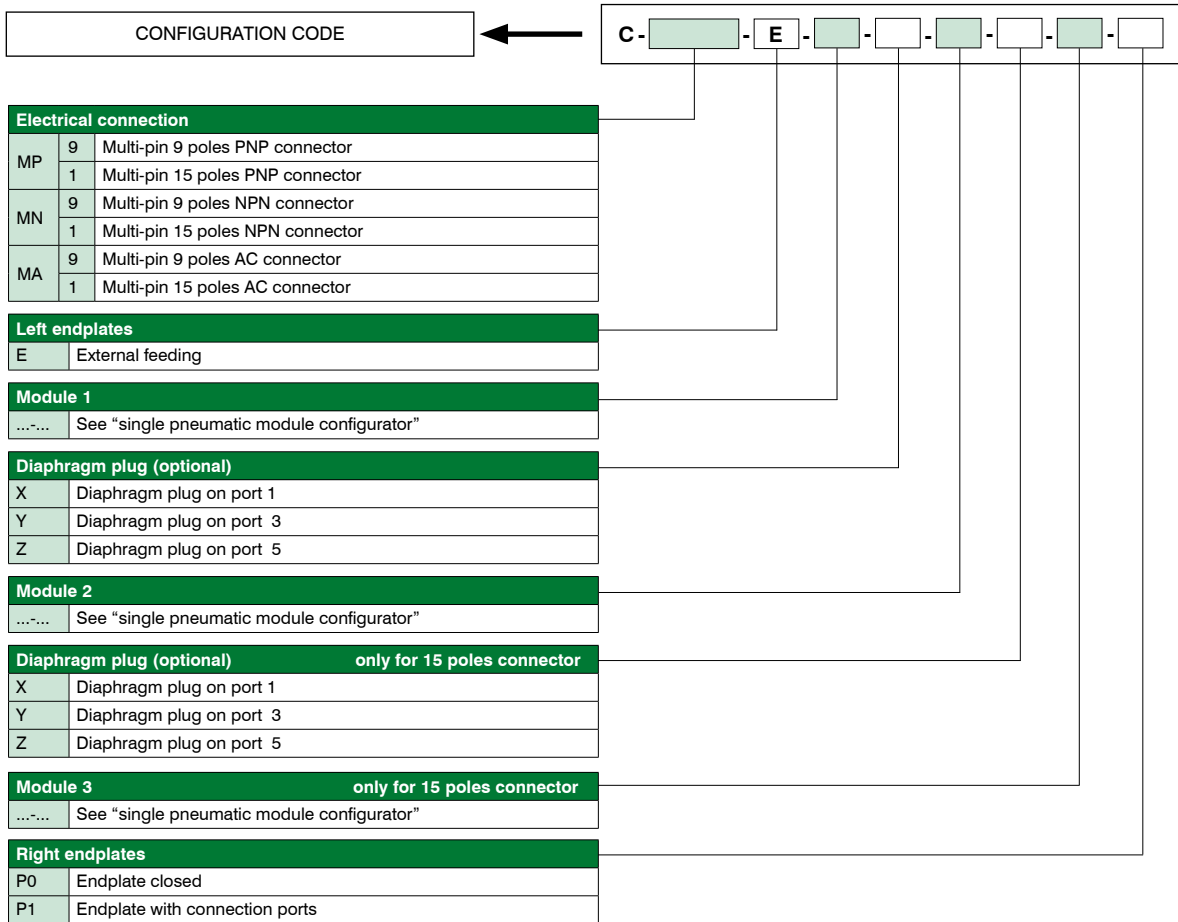 CONFIGURATION CODE
C - - E - - - - - -
Electrical connection
MP 9 Multi-pin 9 poles PNP connector
1 Multi-pin 15 poles PNP connector
MN 9 Multi-pin 9 poles NPN connector
1 Multi-pin 15 poles NPN connector
MA 9 Multi-pin 9 poles AC connector
1 Multi-pin 15 poles AC connector
Left endplates
E External feeding
Module 1
...-... See “single pneumatic module configurator”
Diaphragm plug (optional)
X Diaphragm plug on port 1
Y Diaphragm plug on port 3
Z Diaphragm plug on port 5
Module 2
...-... See “single pneumatic module configurator”
Diaphragm plug (optional) only for 15 poles connector
X Diaphragm plug on port 1
Y Diaphragm plug on port 3
Z Diaphragm plug on port 5
Module 3 only for 15 poles connector
...-... See “single pneumatic module configurator”
Right endplates
P0 Endplate closed
P1 Endplate with connection ports